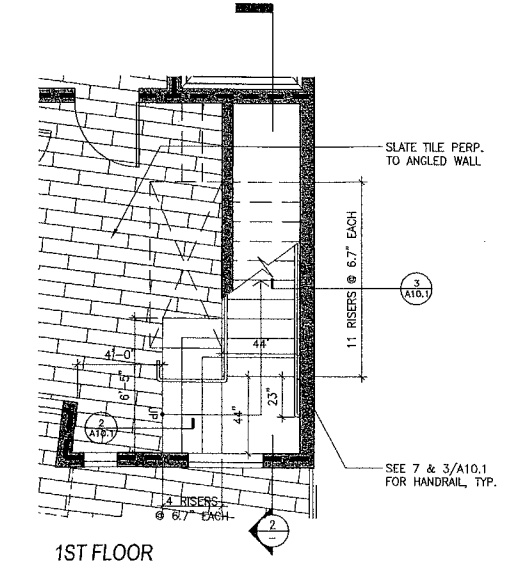 SLATE TILE PERP.
TO ANGLED WALL
11 RISERS @ 6.7" EACH
3
A10.1
44"
4'-0"
6'-5"
23"
44"
UP
2
A10.1
SEE 7 & 3/A10.1
FOR HANDRAIL, TYP.
4 RISERS
@ 6.7" EACH
2
1ST FLOOR